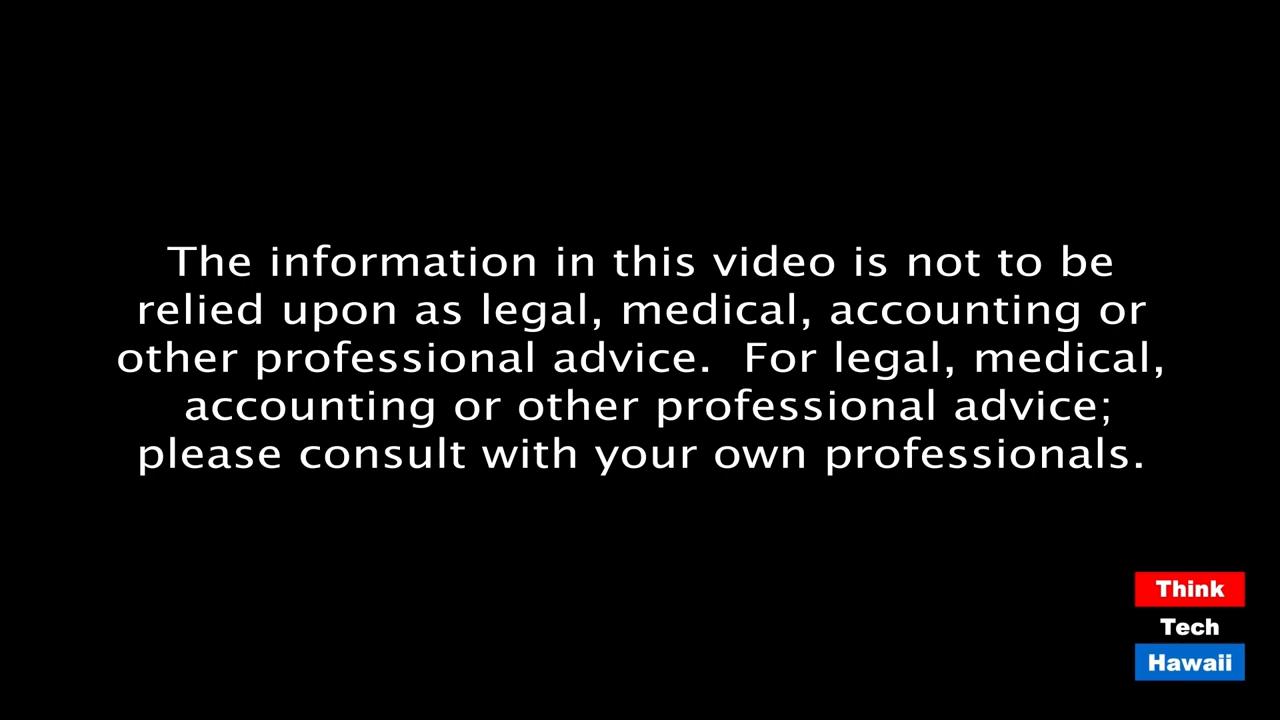 The information in this video is not to be
relied upon as legal, medical, accounting or
other professional advice.  For legal, medical,
accounting or other professional advice;
please consult with your own professionals.
Think
Tech
Hawaii